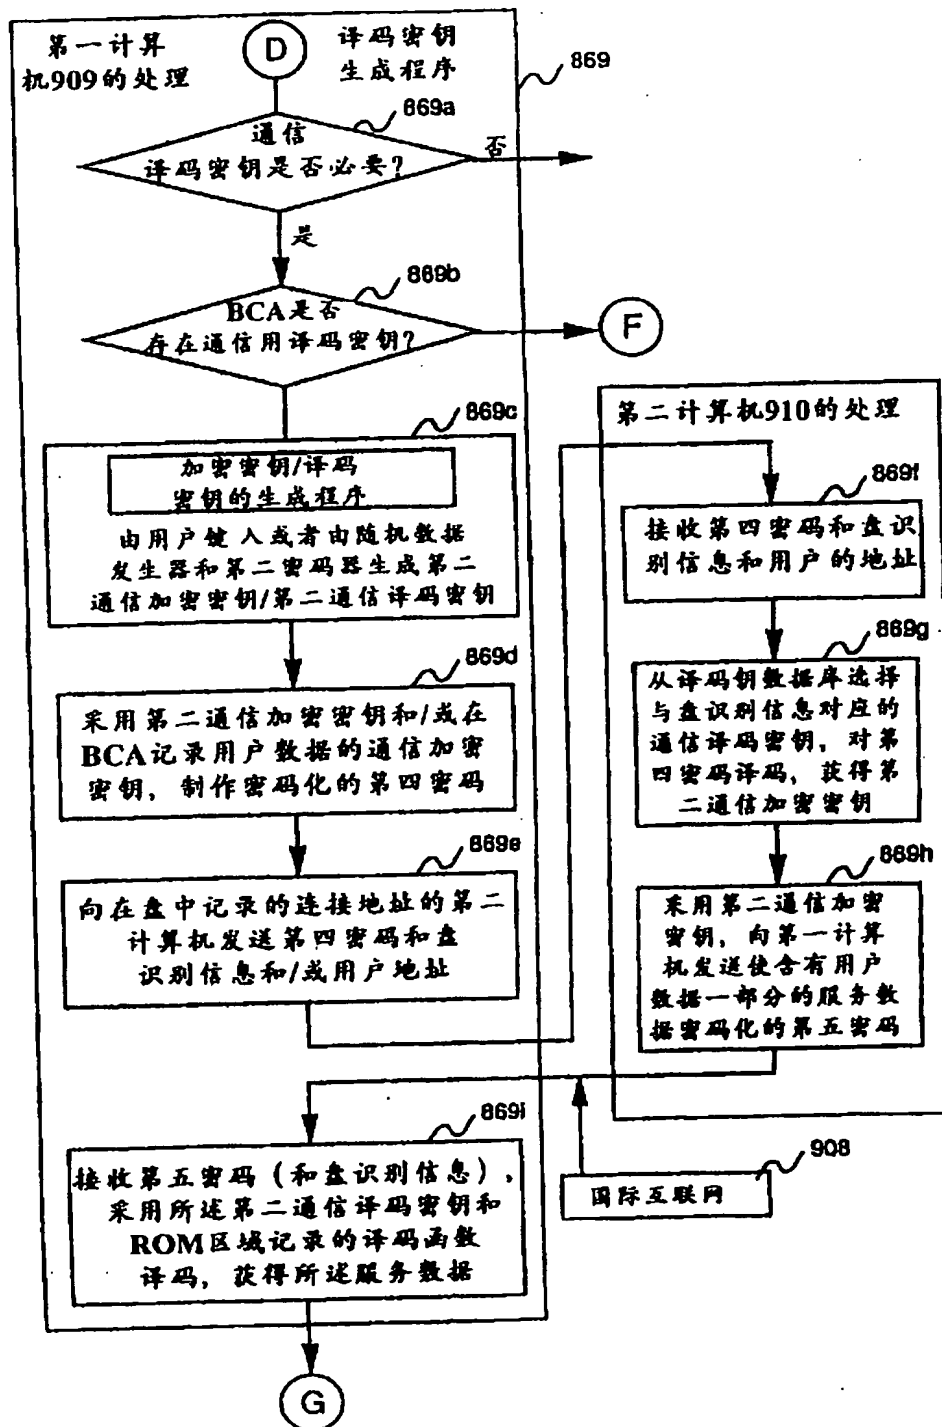 第一计算
机909的处理
D
译码密钥
生成程序
869
869a
通信
译码密钥是否必要?
否
是
869b
BCA是否
存在通信用译码密钥?
F
869c
加密密钥/译码
密钥的生成程序
由用户键入或者由随机数据
发生器和第二密码器生成第二
通信加密密钥/第二通信译码密钥
869d
采用第二通信加密密钥和/或在
BCA记录用户数据的通信加密
密钥，制作密码化的第四密码
869e
向在盘中记录的连接地址的第二
计算机发送第四密码和盘
识别信息和/或用户地址
第二计算机910的处理
869f
接收第四密码和盘识
别信息和用户的地址
869g
从译码钥数据库选择
与盘识别信息对应的
通信译码密钥，对第
四密码译码，获得第
二通信加密密钥
869h
采用第二通信加密
密钥，向第一计算
机发送使含有用户
数据一部分的服务数
据密码化的第五密码
908
国际互联网
869i
接收第五密码（和盘识别信息），
采用所述第二通信译码密钥和
ROM区域记录的译码函数
译码，获得所述服务数据
G